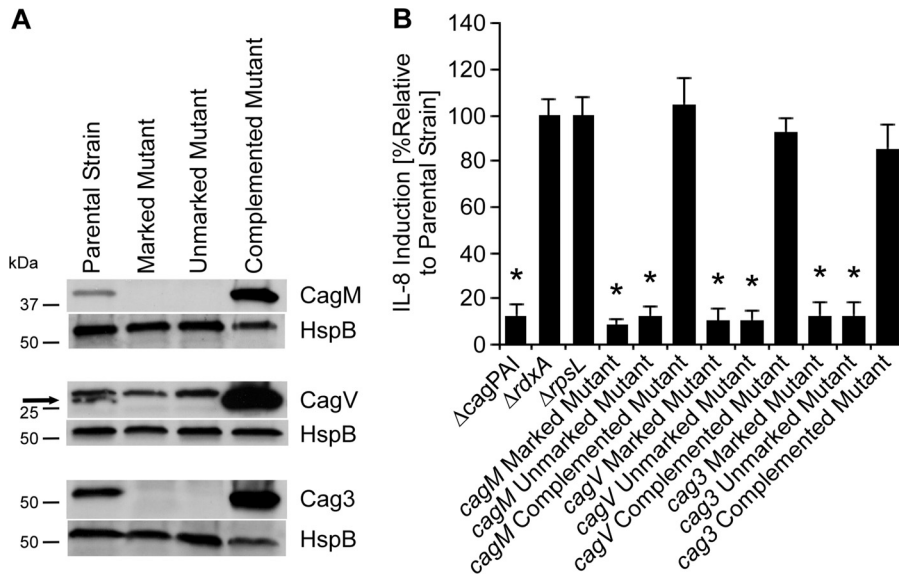 A
Parental Strain
Marked Mutant
Unmarked Mutant
Complemented Mutant
kDa
37
CagM
50
HspB
25
CagV
50
HspB
50
Cag3
50
HspB
B
IL-8 Induction [%Relative
to Parental Strain]
140
120
100
80
60
40
20
0
*
*
*
*
*
*
*
ΔcagPAI
ΔrdxA
ΔrpsL
cagM Marked Mutant
cagM Unmarked Mutant
cagM Complemented Mutant
cagV Marked Mutant
cagV Unmarked Mutant
cagV Complemented Mutant
cag3 Marked Mutant
cag3 Unmarked Mutant
cag3 Complemented Mutant